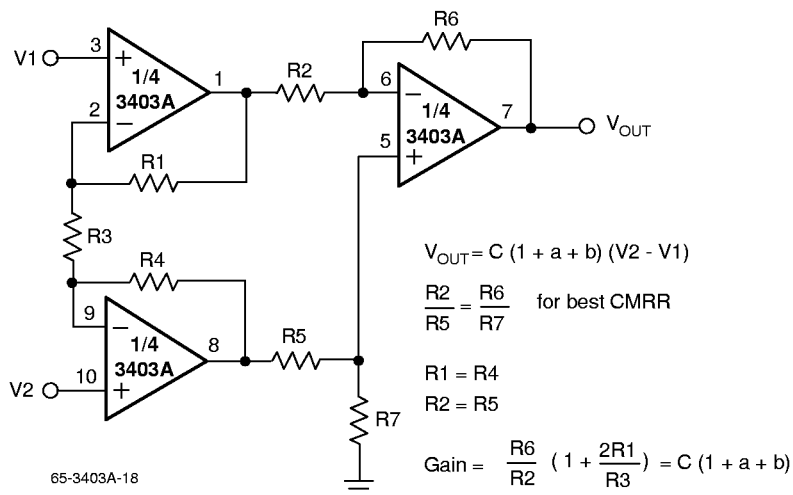 R6
V1
3
+
1/4
3403A
1
R2
6
−
1/4
3403A
7
V_OUT
2
−
5
+
R1
R3
R4
V_OUT = C (1 + a + b) (V2 - V1)
R2/R5 = R6/R7 for best CMRR
9
−
1/4
3403A
8
R5
V2
10
+
R7
R1 = R4
R2 = R5
Gain = R6/R2 (1 + 2R1/R3) = C (1 + a + b)
65-3403A-18